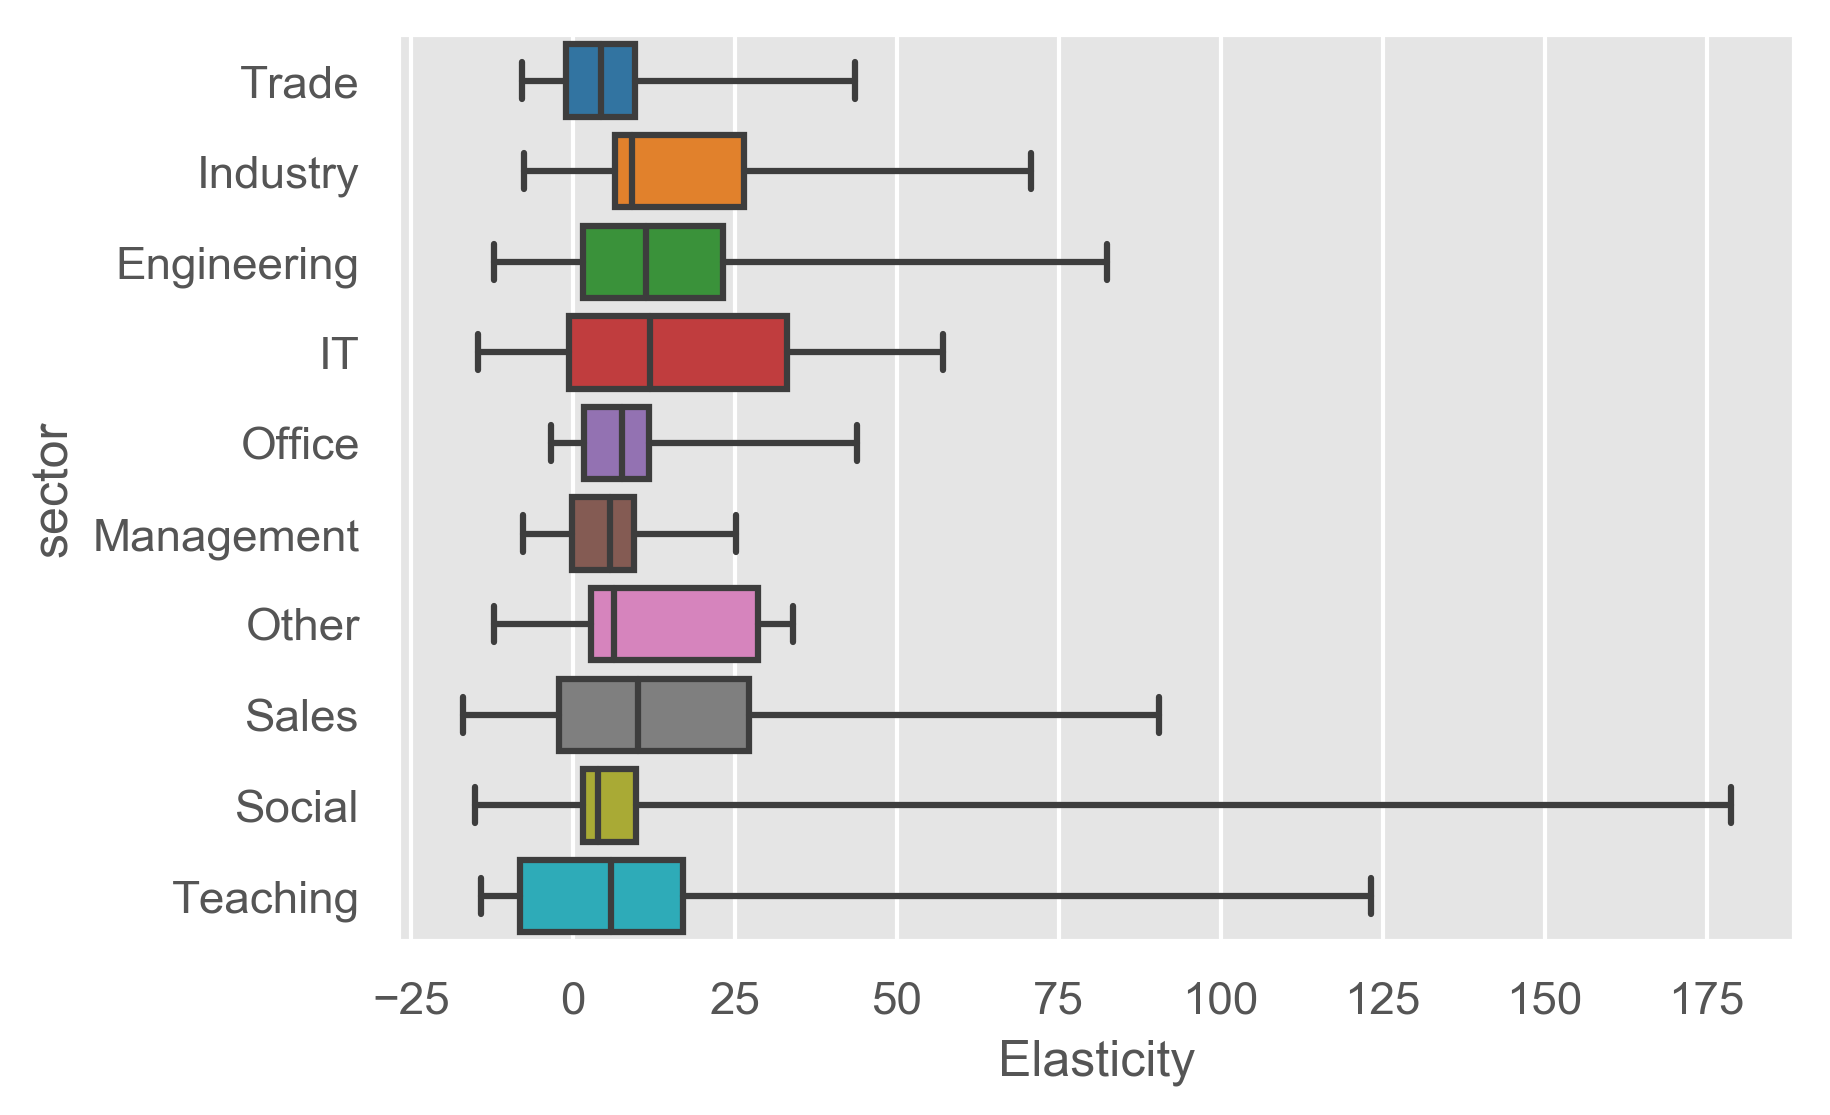 Trade
Industry
Engineering
IT
Office
Management
Other
Sales
Social
Teaching
sector
−25 0 25 50 75 100 125 150 175
Elasticity